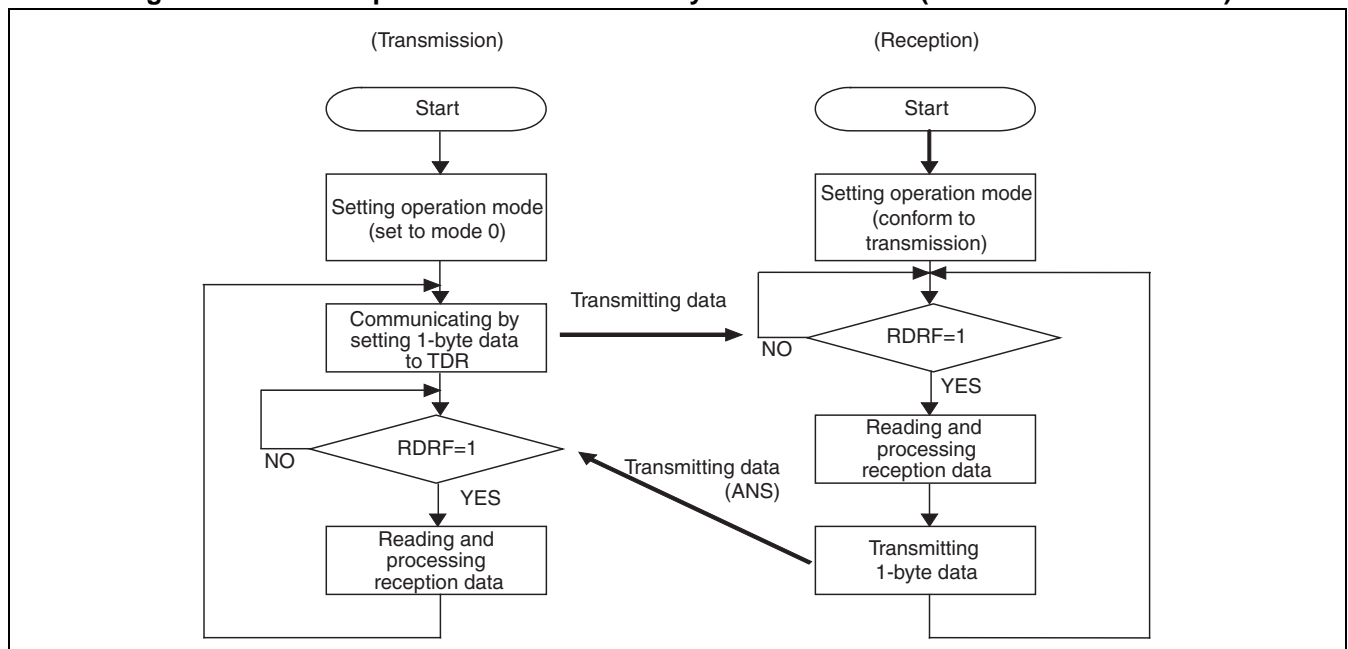 (Transmission)
Start
Setting operation mode
(set to mode 0)
Communicating by
setting 1-byte data
to TDR
RDRF=1
NO
YES
Reading and
processing
reception data
Transmitting data
Transmitting data
(ANS)
(Reception)
Start
Setting operation mode
(conform to
transmission)
RDRF=1
NO
YES
Reading and
processing
reception data
Transmitting
1-byte data